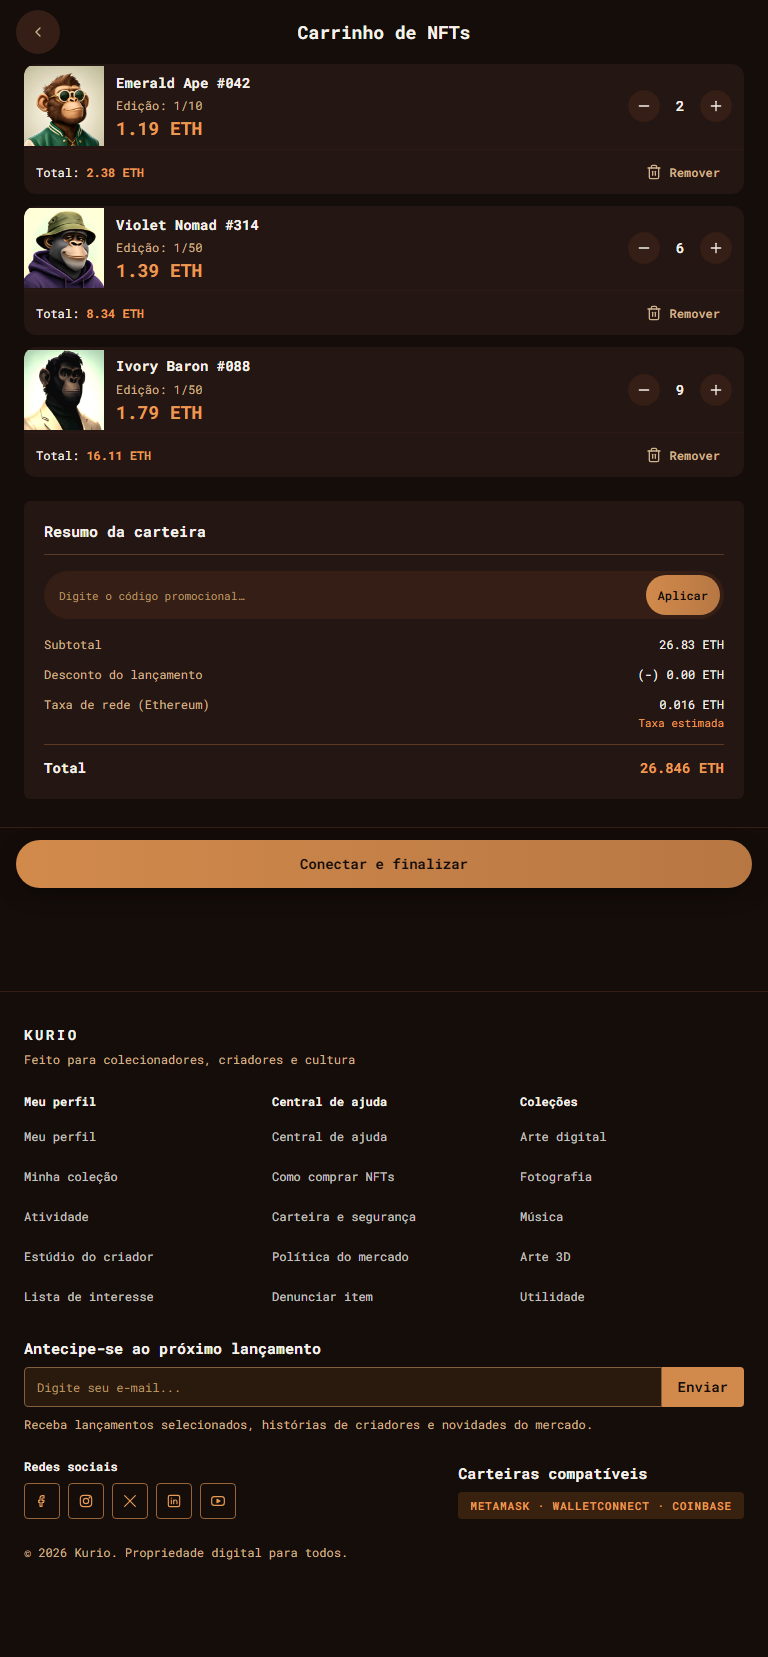 Carrinho de NFTs
Emerald Ape #042
Edição: 1/10
1.19 ETH
2
Total: 2.38 ETH
Remover
Violet Nomad #314
Edição: 1/50
1.39 ETH
6
Total: 8.34 ETH
Remover
Ivory Baron #088
Edição: 1/50
1.79 ETH
9
Total: 16.11 ETH
Remover
Resumo da carteira
Digite o código promocional…
Aplicar
Subtotal
26.83 ETH
Desconto do lançamento
(-) 0.00 ETH
Taxa de rede (Ethereum)
0.016 ETH
Taxa estimada
Total
26.846 ETH
Conectar e finalizar
KURIO
Feito para colecionadores, criadores e cultura
Meu perfil
Meu perfil
Minha coleção
Atividade
Estúdio do criador
Lista de interesse
Central de ajuda
Central de ajuda
Como comprar NFTs
Carteira e segurança
Política do mercado
Denunciar item
Coleções
Arte digital
Fotografia
Música
Arte 3D
Utilidade
Antecipe-se ao próximo lançamento
Digite seu e-mail...
Enviar
Receba lançamentos selecionados, histórias de criadores e novidades do mercado.
Redes sociais
Carteiras compatíveis
METAMASK · WALLETCONNECT · COINBASE
© 2026 Kurio. Propriedade digital para todos.